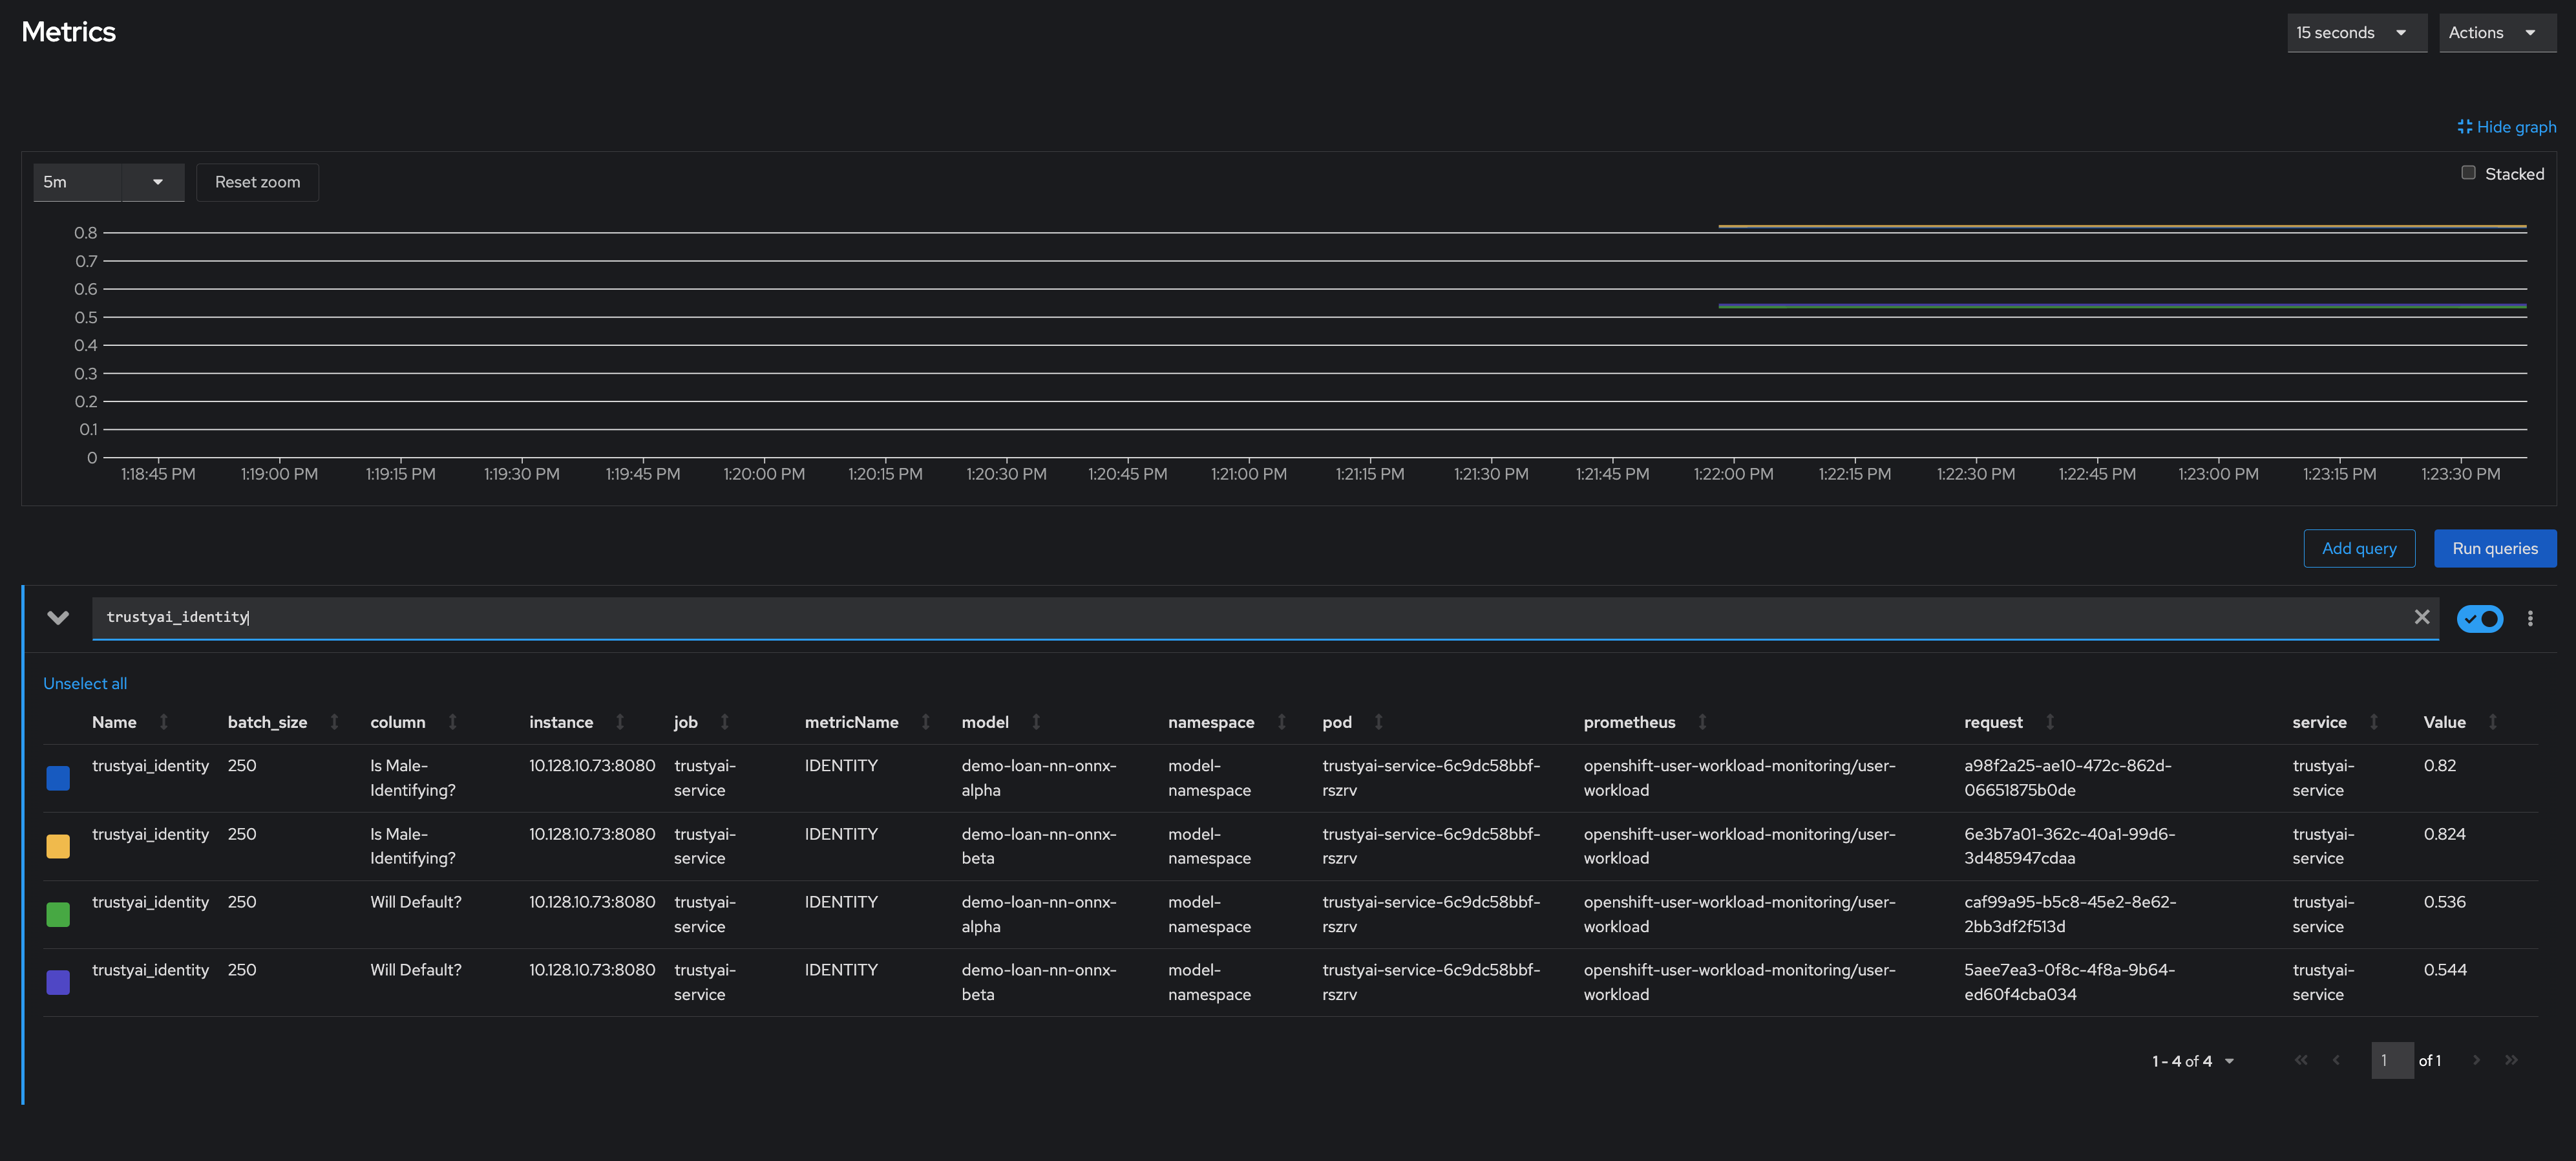 Metrics
15 seconds
Actions
Hide graph
5m
Reset zoom
Stacked
0.8
0.7
0.6
0.5
0.4
0.3
0.2
0.1
0
1:18:45 PM 1:19:00 PM 1:19:15 PM 1:19:30 PM 1:19:45 PM 1:20:00 PM 1:20:15 PM 1:20:30 PM 1:20:45 PM 1:21:00 PM 1:21:15 PM 1:21:30 PM 1:21:45 PM 1:22:00 PM 1:22:15 PM 1:22:30 PM 1:22:45 PM 1:23:00 PM 1:23:15 PM 1:23:30 PM
Add query
Run queries
trustyai_identity
Unselect all
Name batch_size column instance job metricName model namespace pod prometheus request service Value
trustyai_identity 250 Is Male- 10.128.10.73:8080 trustyai- IDENTITY demo-loan-nn-onnx- model- trustyai-service-6c9dc58bbf- openshift-user-workload-monitoring/user- a98f2a25-ae10-472c-862d- trustyai- 0.82
Identifying? service alpha namespace rszrv workload 06651875b0de service
trustyai_identity 250 Is Male- 10.128.10.73:8080 trustyai- IDENTITY demo-loan-nn-onnx- model- trustyai-service-6c9dc58bbf- openshift-user-workload-monitoring/user- 6e3b7a01-362c-40a1-99d6- trustyai- 0.824
Identifying? service beta namespace rszrv workload 3d485947cdaa service
trustyai_identity 250 Will Default? 10.128.10.73:8080 trustyai- IDENTITY demo-loan-nn-onnx- model- trustyai-service-6c9dc58bbf- openshift-user-workload-monitoring/user- caf99a95-b5c8-45e2-8e62- trustyai- 0.536
service alpha namespace rszrv workload 2bb3df2f513d service
trustyai_identity 250 Will Default? 10.128.10.73:8080 trustyai- IDENTITY demo-loan-nn-onnx- model- trustyai-service-6c9dc58bbf- openshift-user-workload-monitoring/user- 5aee7ea3-0f8c-4f8a-9b64- trustyai- 0.544
service beta namespace rszrv workload ed60f4cba034 service
1 - 4 of 4
1 of 1